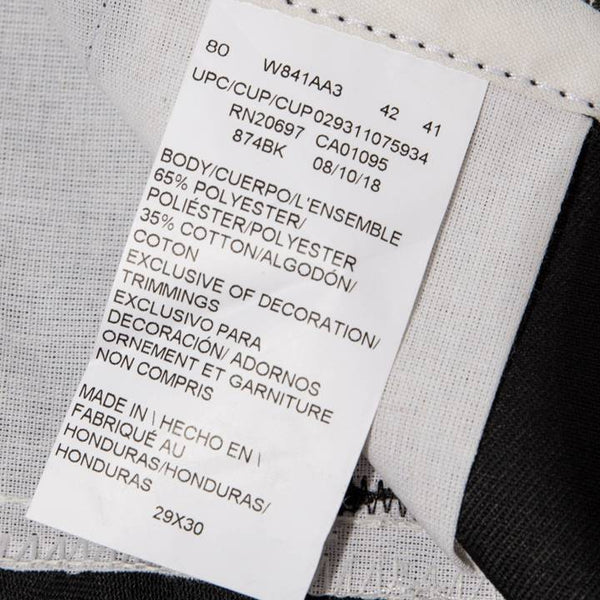 80 W841AA3 42 41
UPC/CUP/CUP029311075934
RN20697 CA01095
874BK 08/10/18
BODY/CUERPO/L'ENSEMBLE
65% POLYESTER/
POLIÉSTER/POLYESTER
35% COTTON/ALGODÓN/
COTON
EXCLUSIVE OF DECORATION/
TRIMMINGS
EXCLUSIVO PARA
DECORACIÓN/ ADORNOS
ORNEMENT ET GARNITURE
NON COMPRIS
MADE IN \ HECHO EN \
FABRIQUÉ AU
HONDURAS/HONDURAS/
HONDURAS
29X30